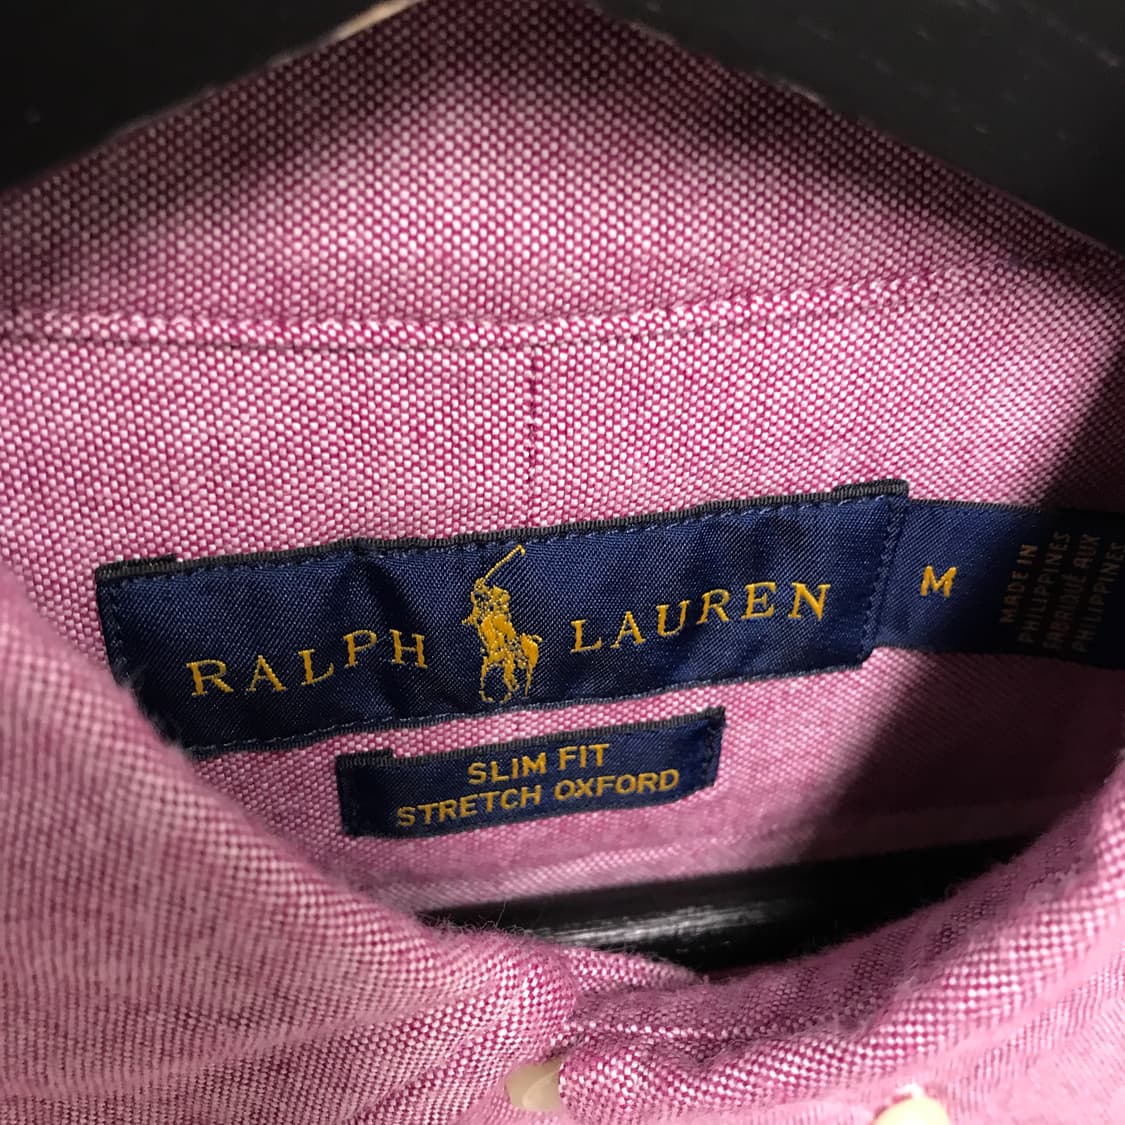 RALPH LAUREN
M
MADE IN
PHILIPPINES
FABRIQUÉ AUX
PHILIPPINES
SLIM FIT
STRETCH OXFORD